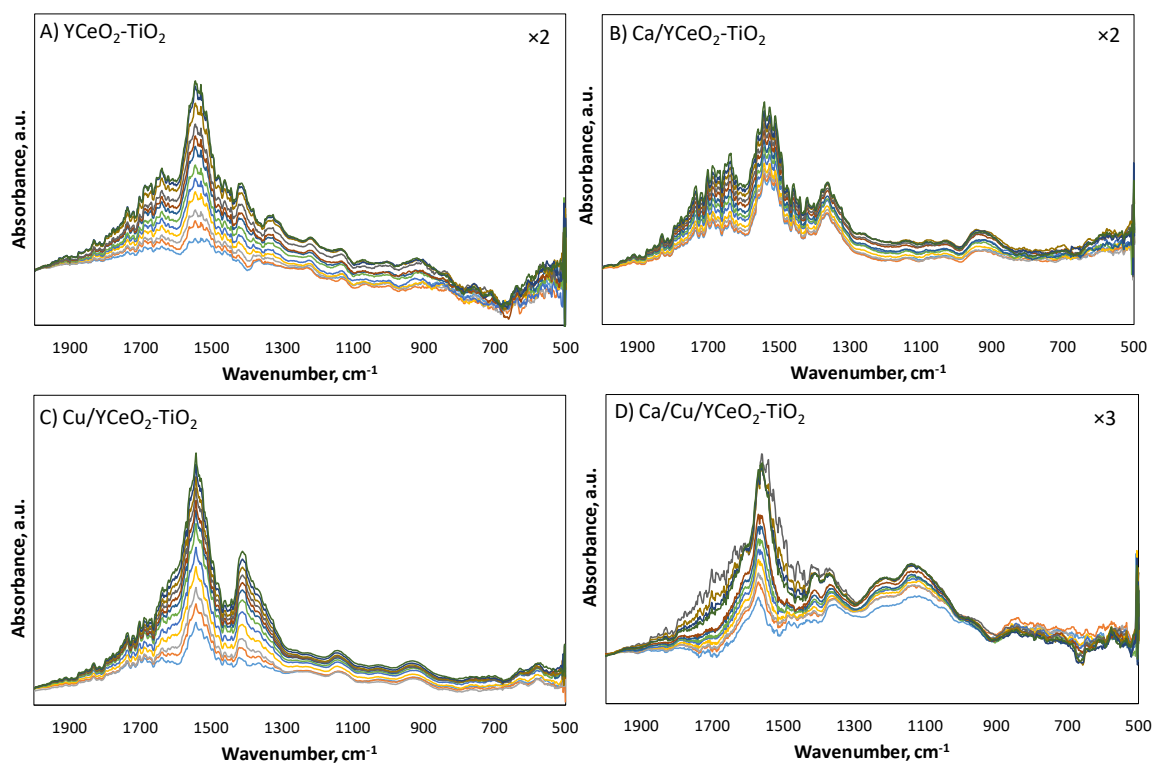 A) YCeO₂-TiO₂
×2
Absorbance, a.u.
1900 1700 1500 1300 1100 900 700 500
Wavenumber, cm⁻¹
B) Ca/YCeO₂-TiO₂
×2
Absorbance, a.u.
1900 1700 1500 1300 1100 900 700 500
Wavenumber, cm⁻¹
C) Cu/YCeO₂-TiO₂
Absorbance, a.u.
1900 1700 1500 1300 1100 900 700 500
Wavenumber, cm⁻¹
D) Ca/Cu/YCeO₂-TiO₂
×3
Absorbance, a.u.
1900 1700 1500 1300 1100 900 700 500
Wavenumber, cm⁻¹